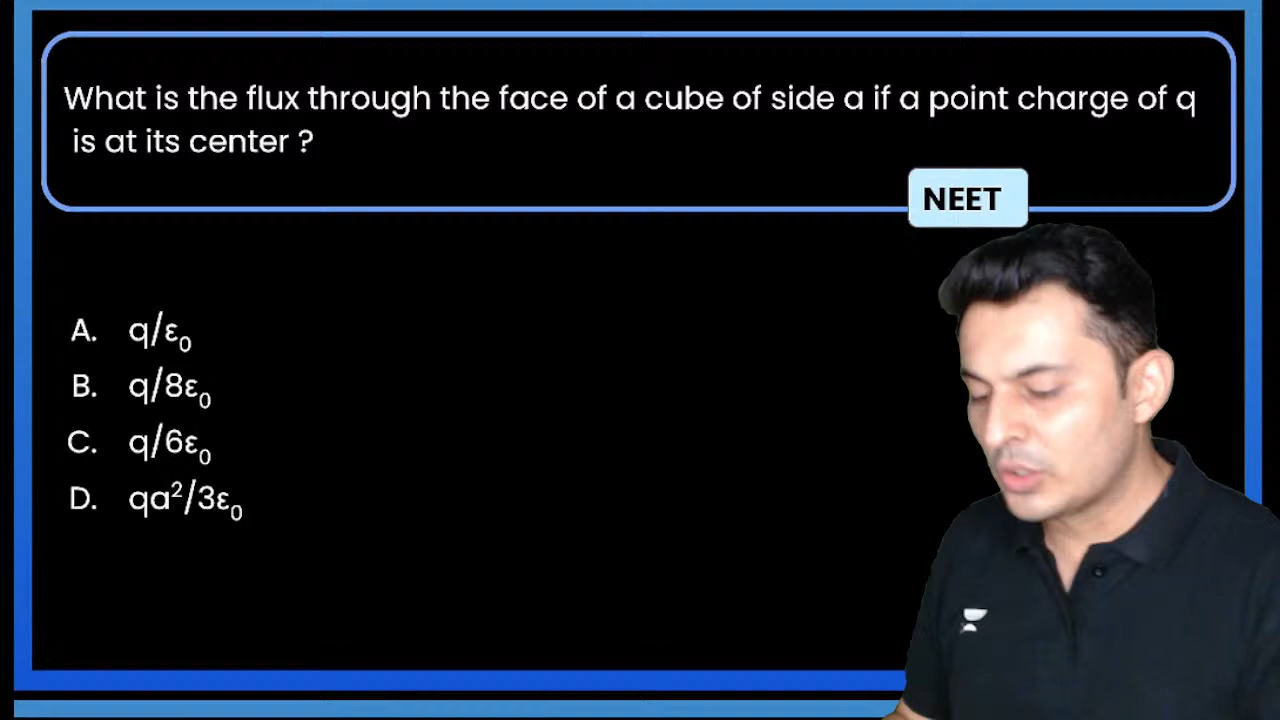 What is the flux through the face of a cube of side a if a point charge of q
is at its center ?
NEET
A. q/ε₀
B. q/8ε₀
C. q/6ε₀
D. qa²/3ε₀